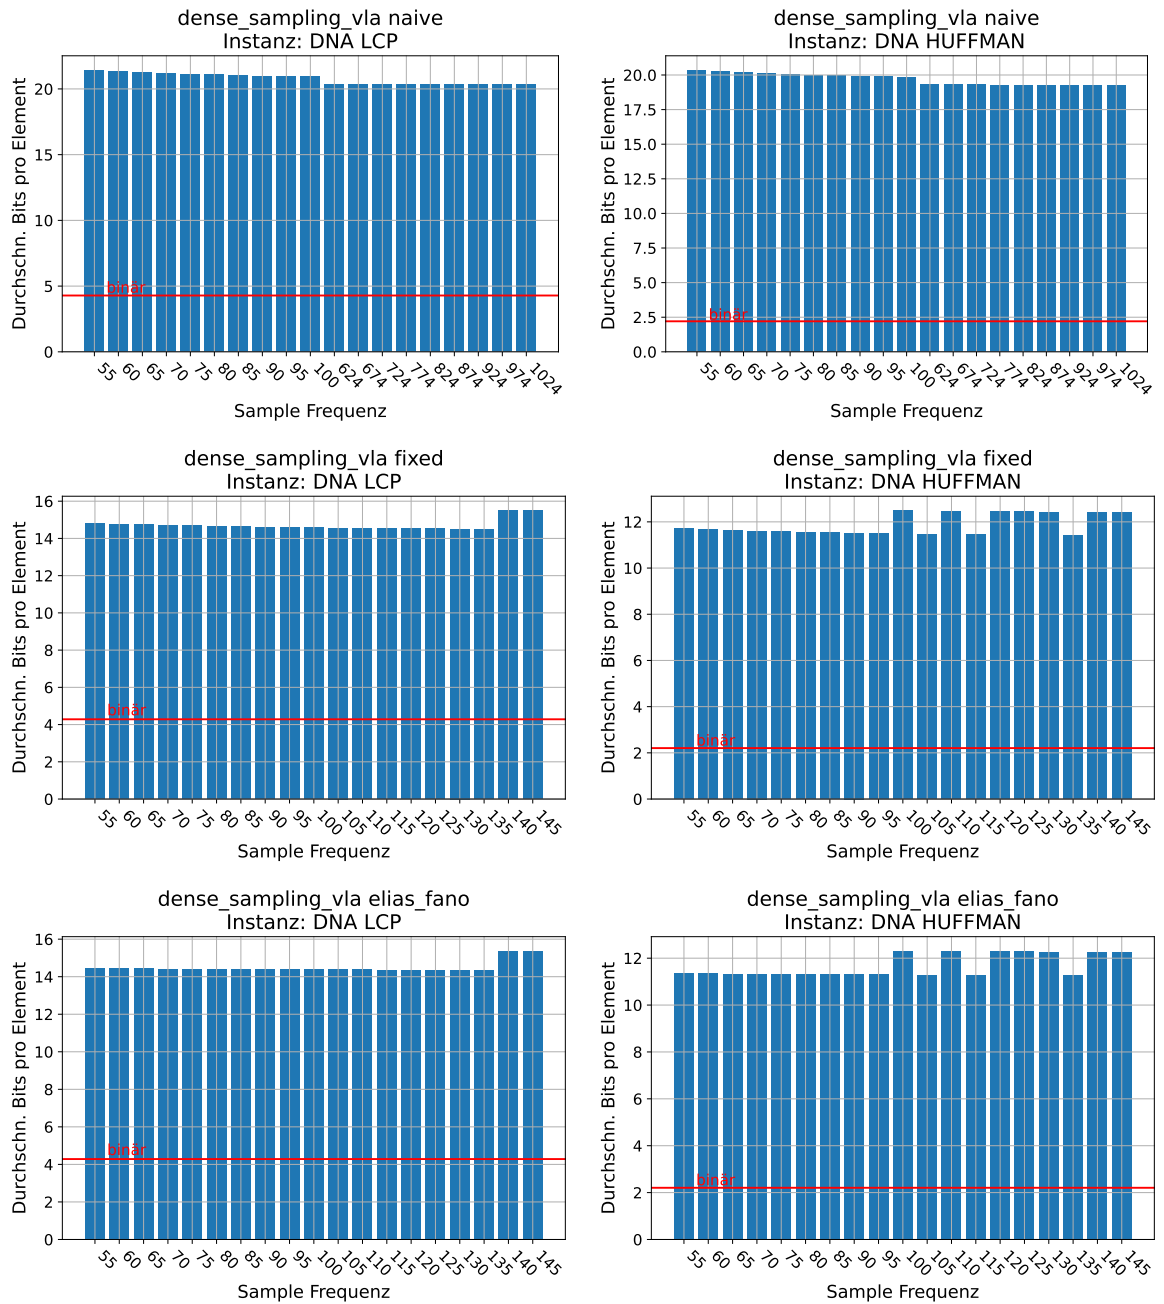 dense_sampling_vla naive
Instanz: DNA LCP
Durchschn. Bits pro Element
20
15
10
5
0
binär
55 60 65 70 75 80 85 90 95 100 624 674 724 774 824 874 924 974 1024
Sample Frequenz
dense_sampling_vla naive
Instanz: DNA HUFFMAN
Durchschn. Bits pro Element
20.0
17.5
15.0
12.5
10.0
7.5
5.0
2.5
0.0
binär
55 60 65 70 75 80 85 90 95 100 624 674 724 774 824 874 924 974 1024
Sample Frequenz
dense_sampling_vla fixed
Instanz: DNA LCP
Durchschn. Bits pro Element
16
14
12
10
8
6
4
2
0
binär
55 60 65 70 75 80 85 90 95 100 105 110 115 120 125 130 135 140 145
Sample Frequenz
dense_sampling_vla fixed
Instanz: DNA HUFFMAN
Durchschn. Bits pro Element
12
10
8
6
4
2
0
binär
55 60 65 70 75 80 85 90 95 100 105 110 115 120 125 130 135 140 145
Sample Frequenz
dense_sampling_vla elias_fano
Instanz: DNA LCP
Durchschn. Bits pro Element
16
14
12
10
8
6
4
2
0
binär
55 60 65 70 75 80 85 90 95 100 105 110 115 120 125 130 135 140 145
Sample Frequenz
dense_sampling_vla elias_fano
Instanz: DNA HUFFMAN
Durchschn. Bits pro Element
12
10
8
6
4
2
0
binär
55 60 65 70 75 80 85 90 95 100 105 110 115 120 125 130 135 140 145
Sample Frequenz